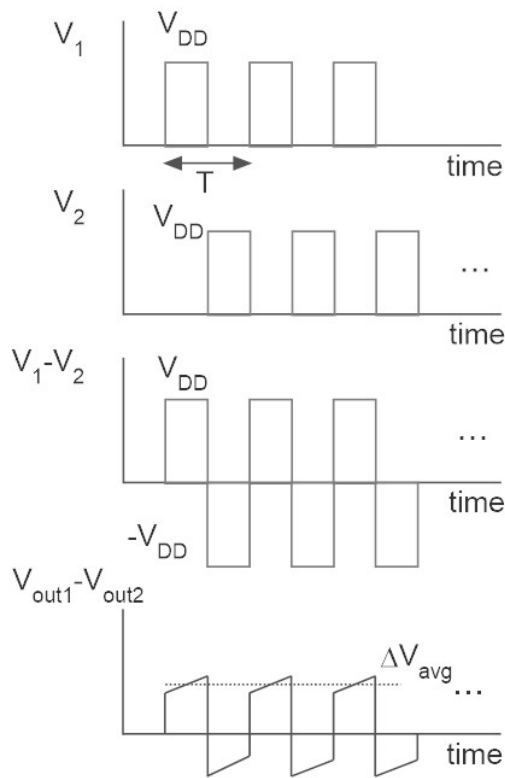 V1
VDD
time
T
V2
VDD
...
time
V1-V2
VDD
...
time
-VDD
Vout1-Vout2
ΔVavg
...
time